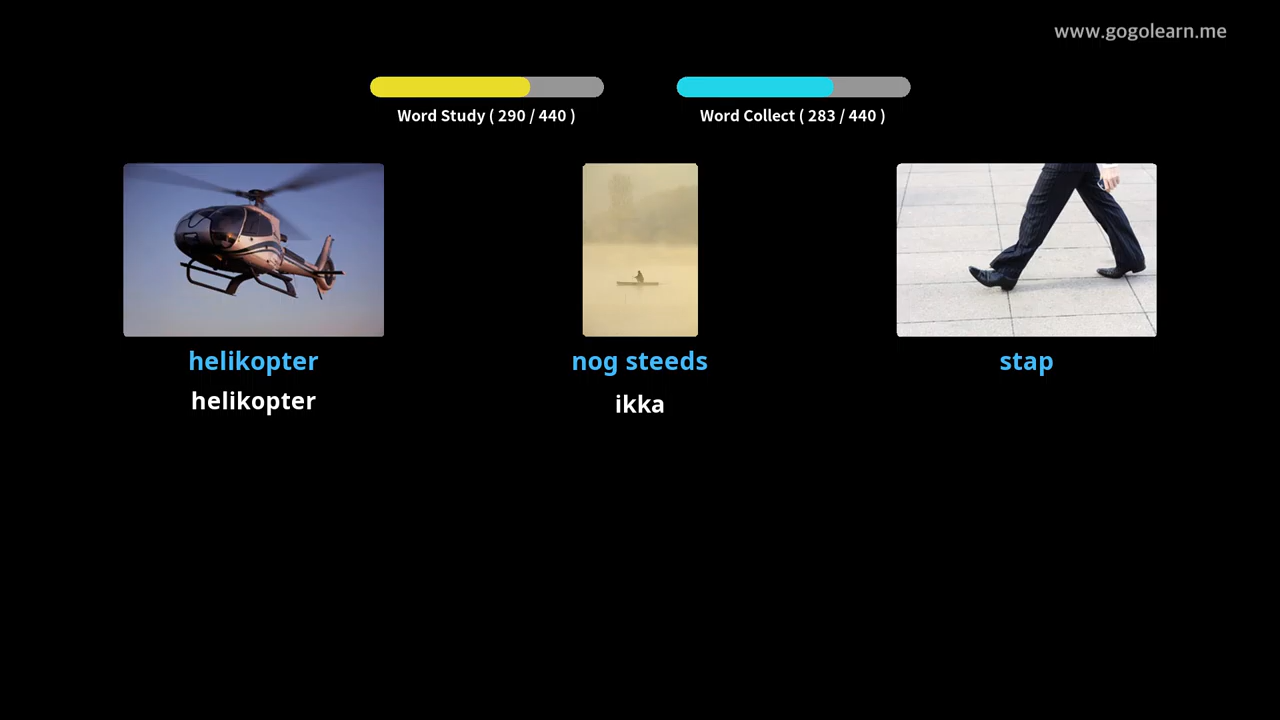 www.gogolearn.me
Word Study ( 290 / 440 )
Word Collect ( 283 / 440 )
helikopter
nog steeds
stap
helikopter
ikka